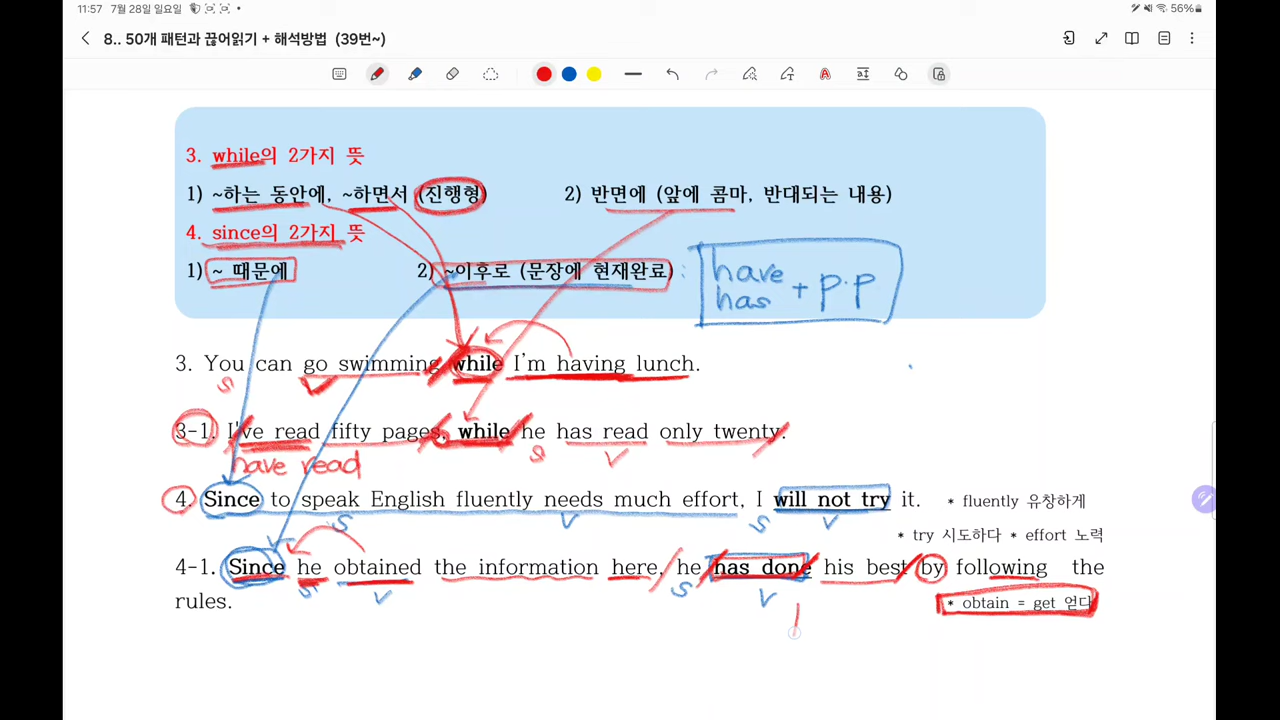 11:57 7월 28일 일요일
56%
8.. 50개 패턴과 끊어읽기 + 해석방법 (39번~)
3. while의 2가지 뜻
1) ~하는 동안에, ~하면서 (진행형) 2) 반면에 (앞에 콤마, 반대되는 내용)
4. since의 2가지 뜻
1) ~ 때문에 2) ~이후로 (문장에 현재완료) :
have
has + p.p
3. You can go swimming while I'm having lunch.
s
3-1. I've read fifty pages, while he has read only twenty.
s v
have read
4. Since to speak English fluently needs much effort, I will not try it. * fluently 유창하게
s v s v
* try 시도하다 * effort 노력
4-1. Since he obtained the information here, he has done his best by following the
s v s v
rules. * obtain = get 얻다